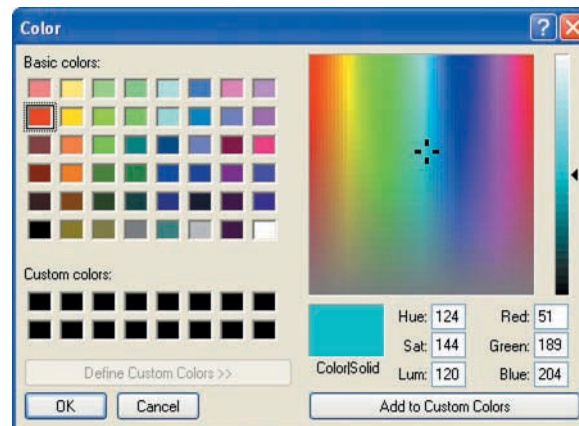 Color
Basic colors:
Custom colors:
Define Custom Colors >>
OK Cancel
Color|Solid
Hue: 124 Red: 51
Sat: 144 Green: 189
Lum: 120 Blue: 204
Add to Custom Colors